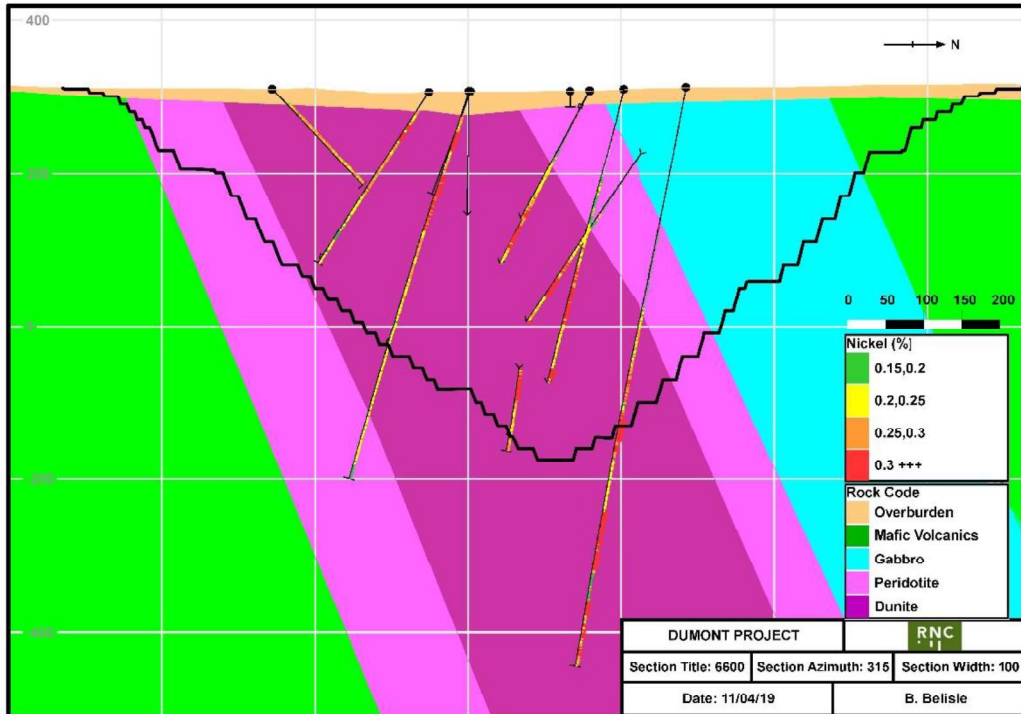 400
N
200
0
0 50 100 150 200
Nickel (%)
0.15,0.2
0.2,0.25
0.25,0.3
0.3 +++
-200
Rock Code
Overburden
Mafic Volcanics
Gabbro
Peridotite
Dunite
-400
DUMONT PROJECT
RNC
Section Title: 6600 Section Azimuth: 315 Section Width: 100
Date: 11/04/19 B. Belisle